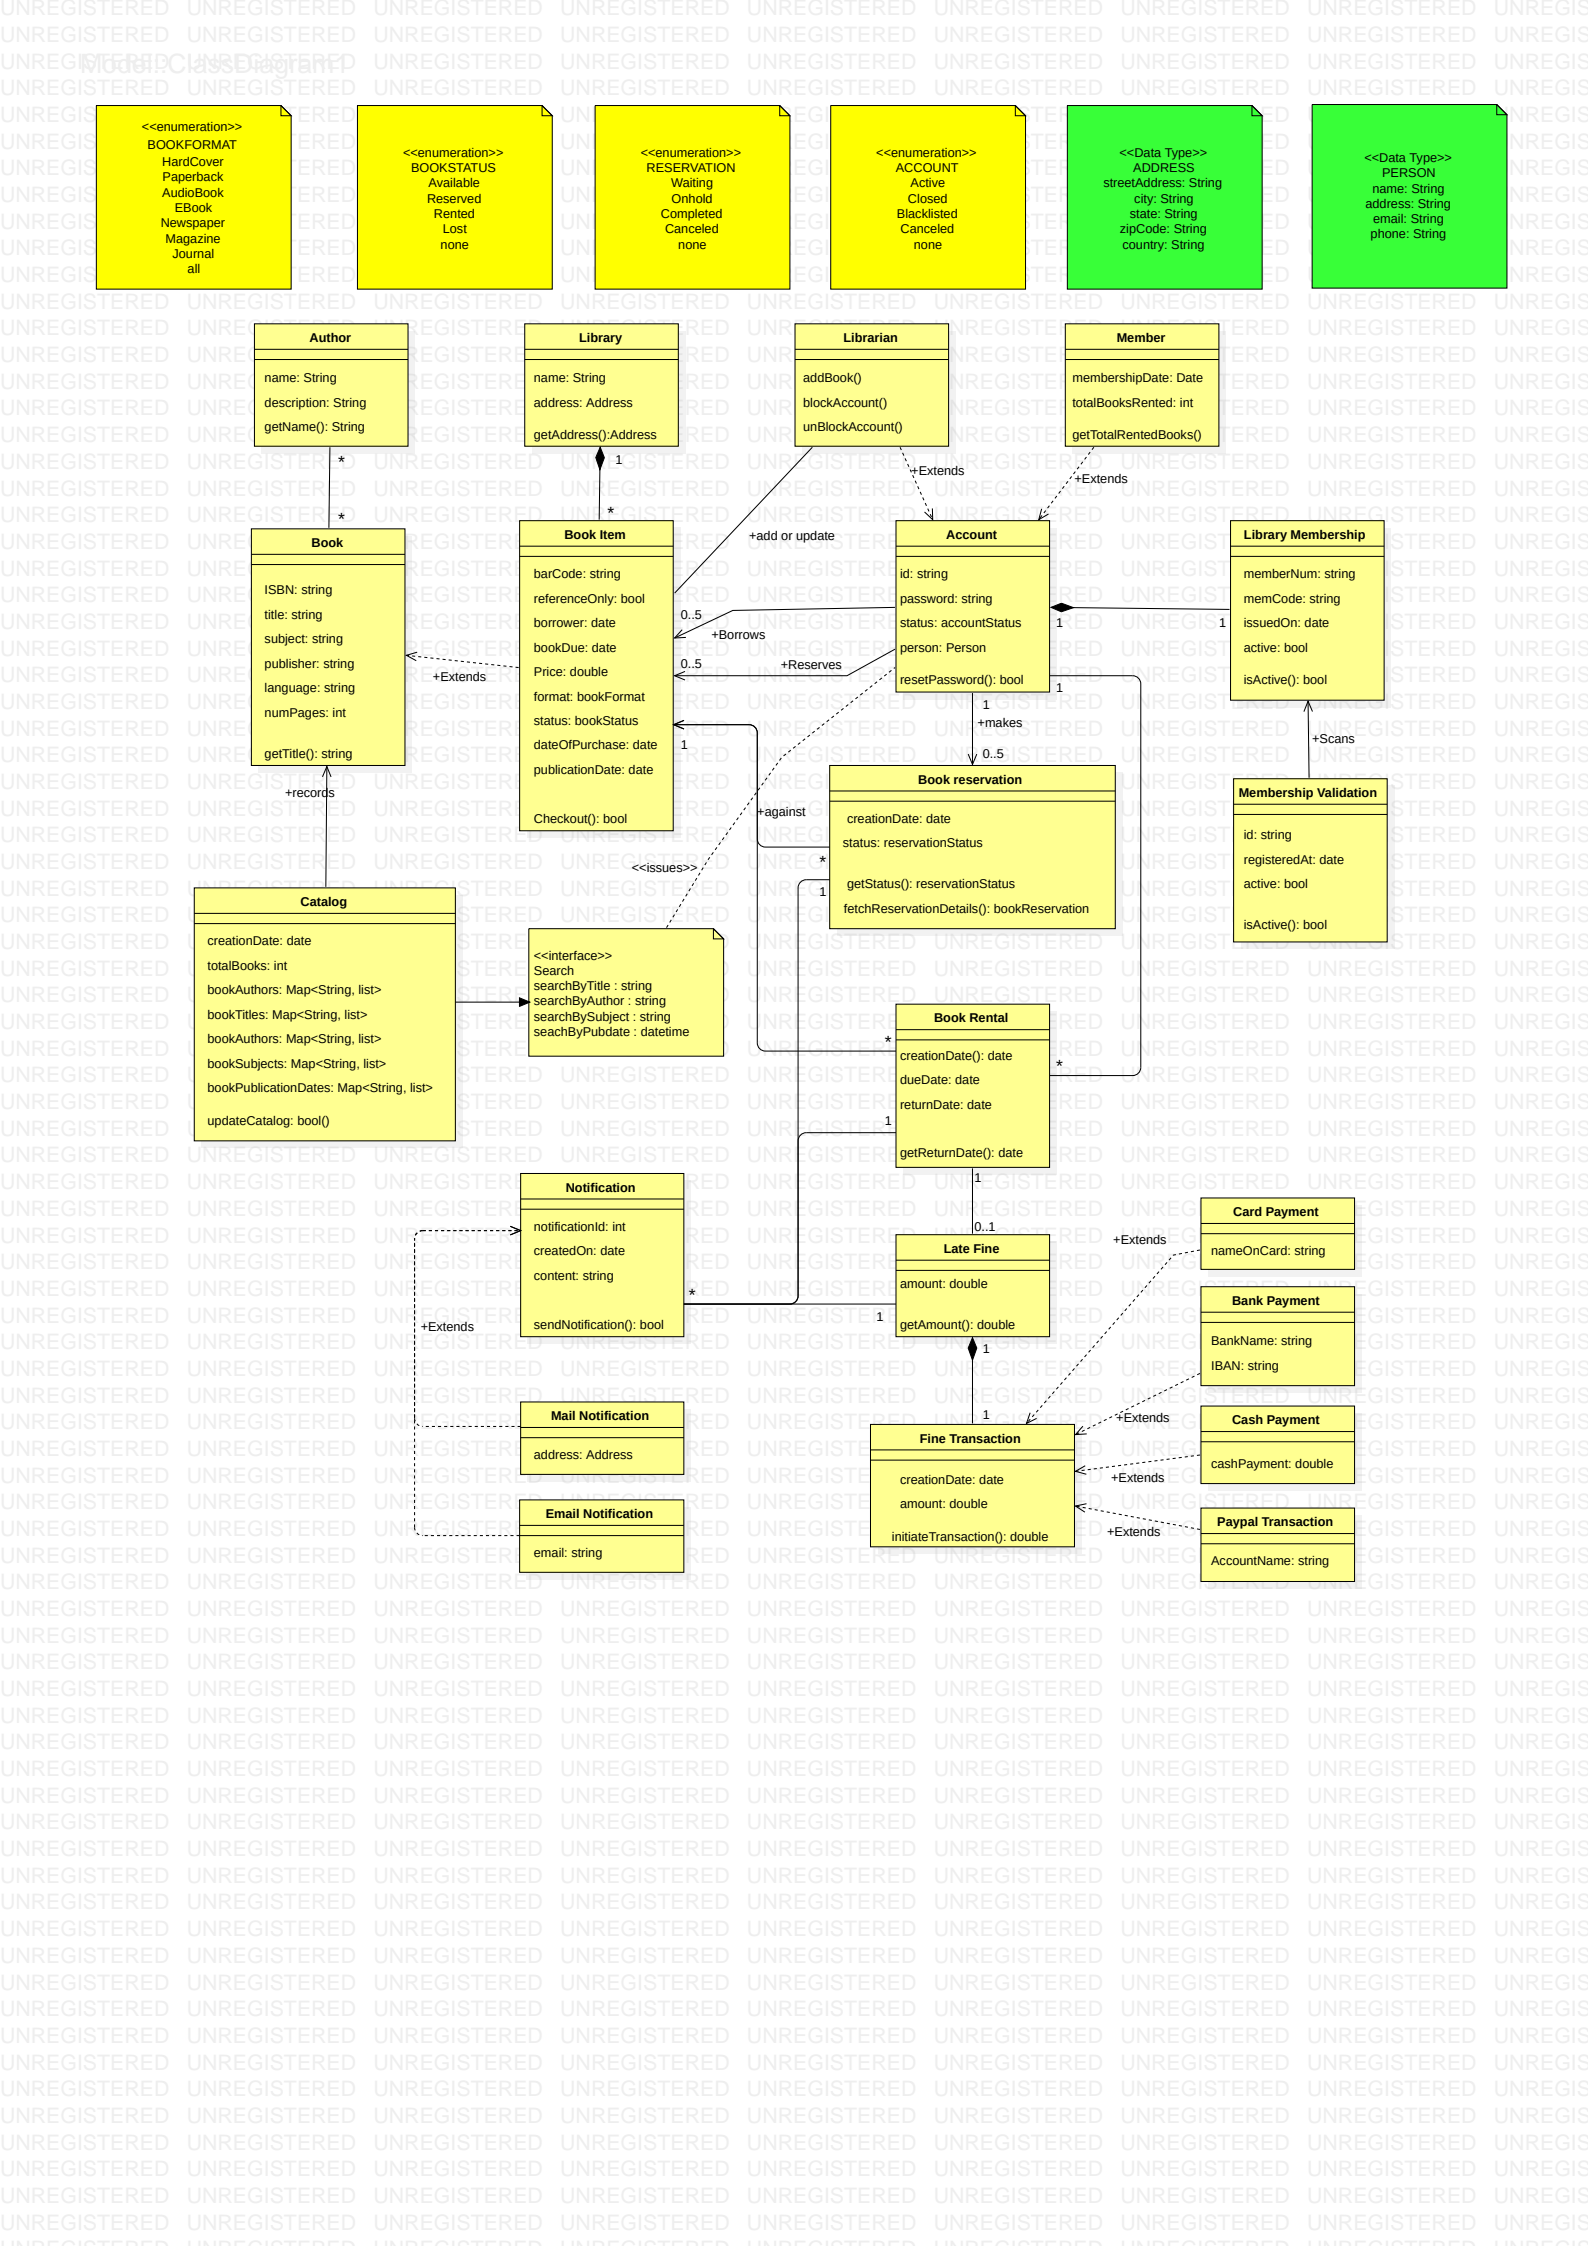 Model::ClassDiagram1
<<enumeration>>
BOOKFORMAT
HardCover
Paperback
AudioBook
EBook
Newspaper
Magazine
Journal
all
<<enumeration>>
BOOKSTATUS
Available
Reserved
Rented
Lost
none
<<enumeration>>
RESERVATION
Waiting
Onhold
Completed
Canceled
none
<<enumeration>>
ACCOUNT
Active
Closed
Blacklisted
Canceled
none
<<Data Type>>
ADDRESS
streetAddress: String
city: String
state: String
zipCode: String
country: String
<<Data Type>>
PERSON
name: String
address: String
email: String
phone: String
Author
name: String
description: String
getName(): String
*
*
Library
name: String
address: Address
getAddress():Address
1
*
Librarian
addBook()
blockAccount()
unBlockAccount()
+Extends
+add or update
Member
membershipDate: Date
totalBooksRented: int
getTotalRentedBooks()
+Extends
Book
ISBN: string
title: string
subject: string
publisher: string
language: string
numPages: int
getTitle(): string
+Extends
+records
Book Item
barCode: string
referenceOnly: bool
borrower: date
bookDue: date
Price: double
format: bookFormat
status: bookStatus
dateOfPurchase: date
publicationDate: date
Checkout(): bool
0..5
+Borrows
0..5
+Reserves
1
Account
id: string
password: string
status: accountStatus
person: Person
resetPassword(): bool
1
1
1
1
+makes
0..5
Library Membership
memberNum: string
memCode: string
issuedOn: date
active: bool
isActive(): bool
+Scans
Membership Validation
id: string
registeredAt: date
active: bool
isActive(): bool
Book reservation
creationDate: date
status: reservationStatus
getStatus(): reservationStatus
fetchReservationDetails(): bookReservation
+against
*
1
<<issues>>
Catalog
creationDate: date
totalBooks: int
bookAuthors: Map<String, list>
bookTitles: Map<String, list>
bookAuthors: Map<String, list>
bookSubjects: Map<String, list>
bookPublicationDates: Map<String, list>
updateCatalog: bool()
<<interface>>
Search
searchByTitle : string
searchByAuthor : string
searchBySubject : string
seachByPubdate : datetime
Book Rental
creationDate(): date
dueDate: date
returnDate: date
getReturnDate(): date
*
*
1
1
0..1
Notification
notificationId: int
createdOn: date
content: string
sendNotification(): bool
*
+Extends
Late Fine
amount: double
getAmount(): double
1
1
1
Mail Notification
address: Address
Email Notification
email: string
Fine Transaction
creationDate: date
amount: double
initiateTransaction(): double
Card Payment
nameOnCard: string
+Extends
Bank Payment
BankName: string
IBAN: string
+Extends
Cash Payment
cashPayment: double
+Extends
Paypal Transaction
AccountName: string
+Extends
UNREGISTERED